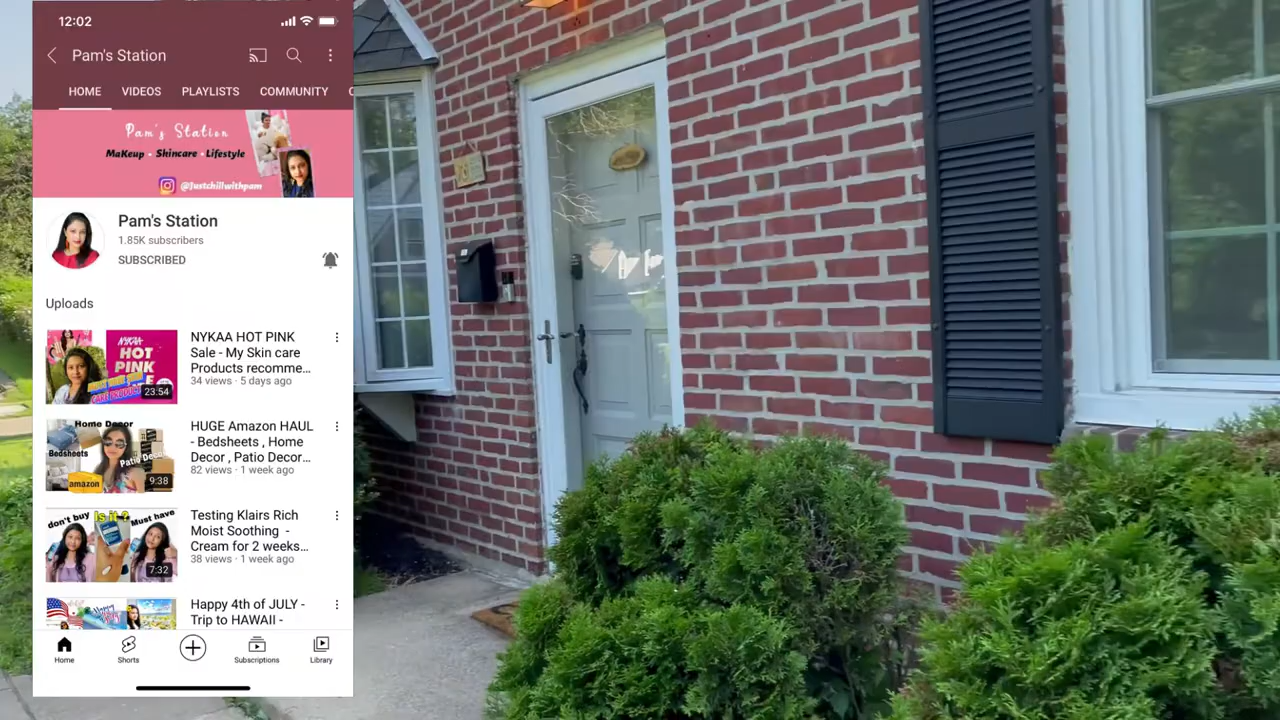 12:02
Pam's Station
HOME VIDEOS PLAYLISTS COMMUNITY
Pam's Station
MaKeup • Skincare • Lifestyle
@Justchillwithpam
Pam's Station
1.85K subscribers
SUBSCRIBED
Uploads
NYKAA
HOT
PINK
23:54
NYKAA HOT PINK
Sale - My Skin care
Products recomme...
34 views · 5 days ago
Home Decor
Bedsheets
Patio Decor
amazon
9:38
HUGE Amazon HAUL
- Bedsheets , Home
Decor , Patio Decor...
82 views · 1 week ago
don't buy Is it? Must have
7:32
Testing Klairs Rich
Moist Soothing -
Cream for 2 weeks...
38 views · 1 week ago
Happy
Happy 4th of JULY -
Trip to HAWAII -
Home Shorts Subscriptions Library